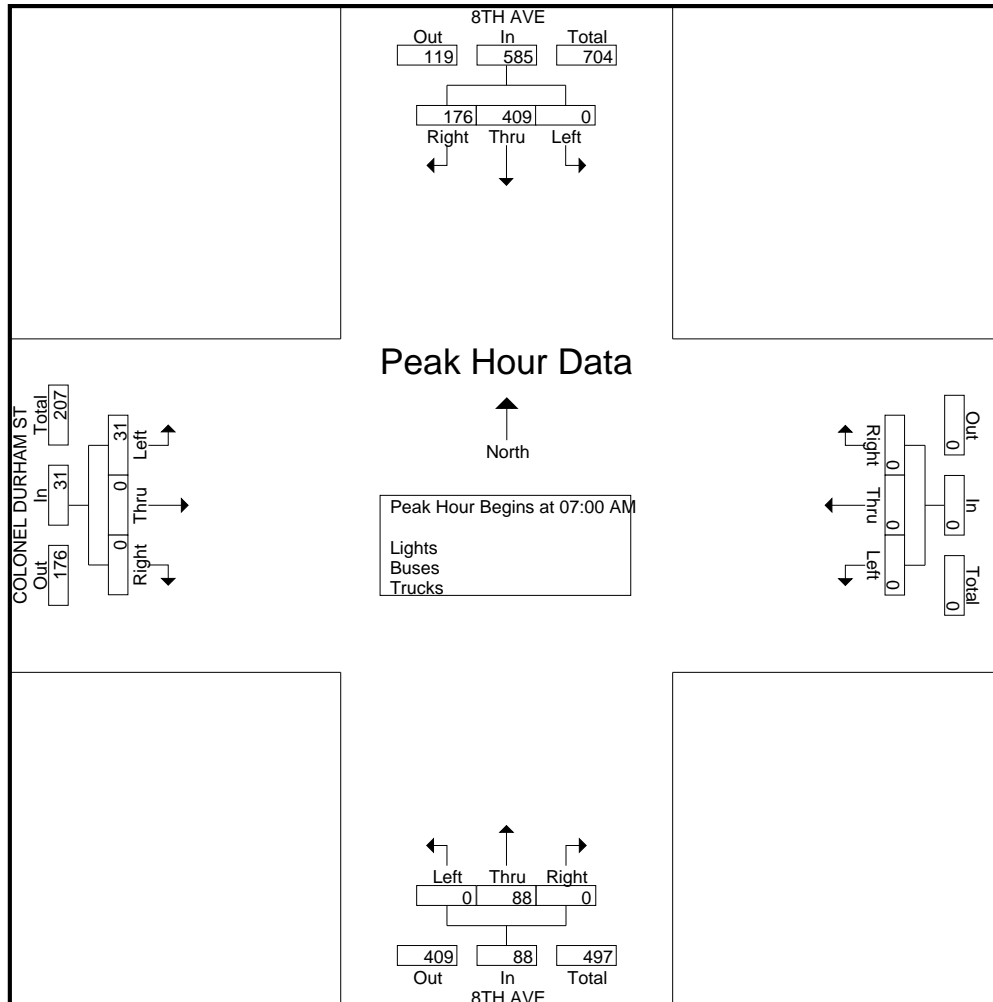 8TH AVE
Out In Total
119 585 704
176 409 0
Right Thru Left
Peak Hour Data
North
Peak Hour Begins at 07:00 AM
Lights
Buses
Trucks
COLONEL DURHAM ST
Total In Out
207 31 176
31 0 0
Left Thru Right
Out In Total
0 0 0
Right Thru Left
0 0 0
Left Thru Right
0 88 0
409 88 497
Out In Total
8TH AVE